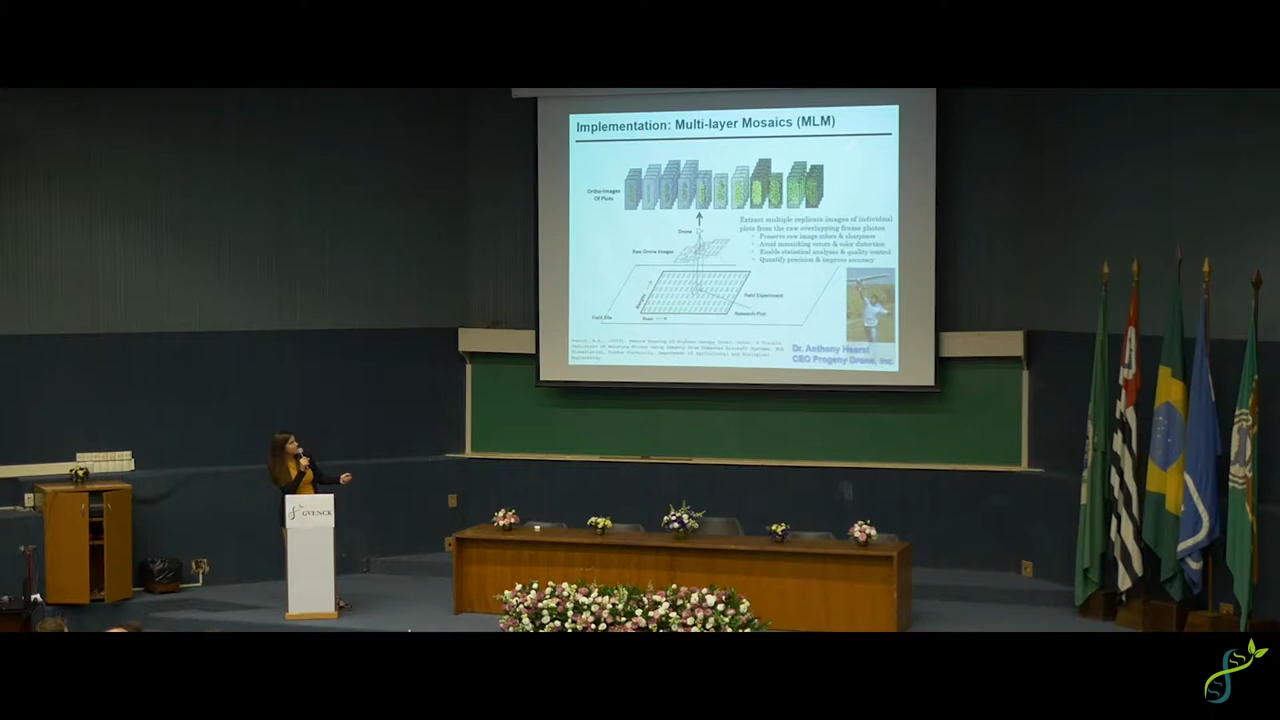 Implementation: Multi-layer Mosaics (MLM)
Ortho-Images
Of Plots
Drone
Raw Drone Images
Extract multiple replicate images of individual
plots from the raw overlapping frame photos
• Preserve raw image colors & sharpness
• Avoid mosaicking errors & color distortion
• Enable statistical analyses & quality control
• Quantify precision & improve accuracy
Field Experiment
Research Plot
Field Site
Dr. Anthony Hearst
CEO Progeny Drone, Inc.
GVENCK